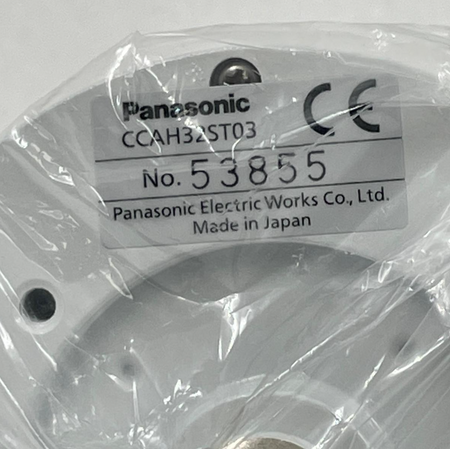 Panasonic CE
CCAH32ST03
No. 53855
Panasonic Electric Works Co., Ltd.
Made in Japan